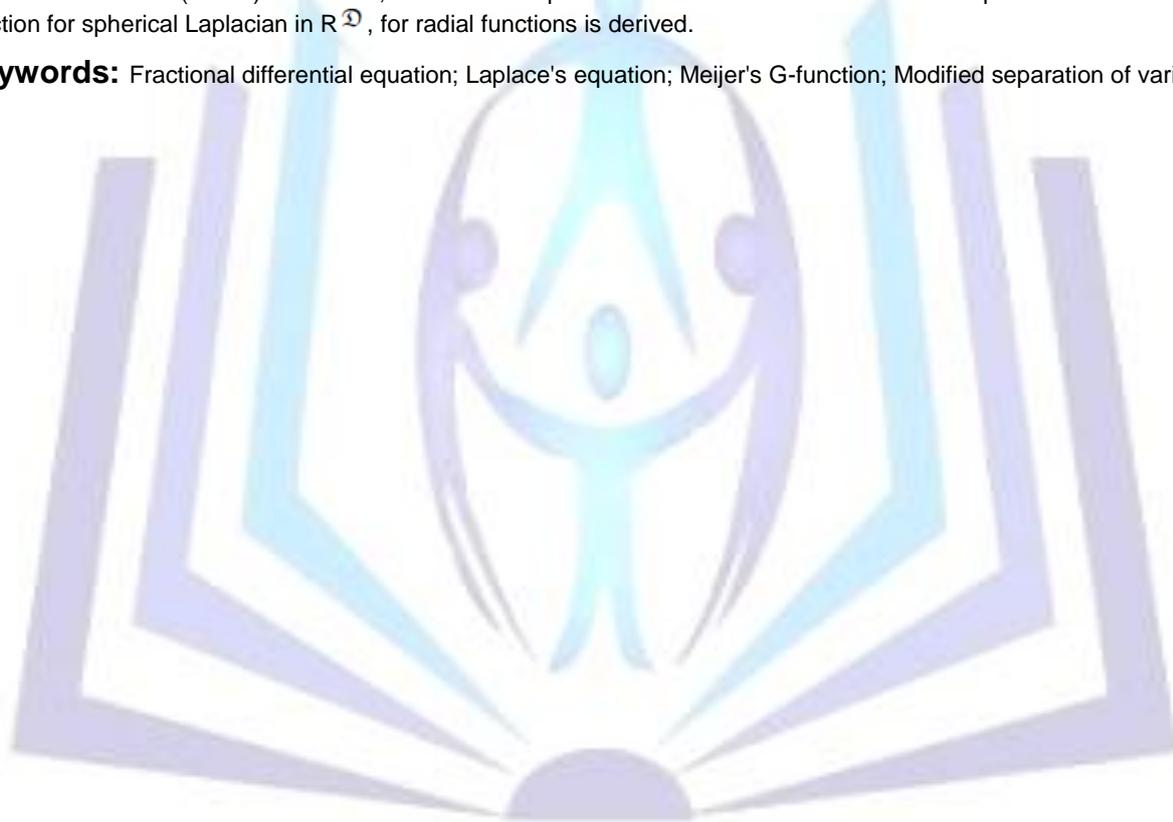 ction for spherical Laplacian in R𝔇, for radial functions is derived.
ywords: Fractional differential equation; Laplace's equation; Meijer's G-function; Modified separation of vari